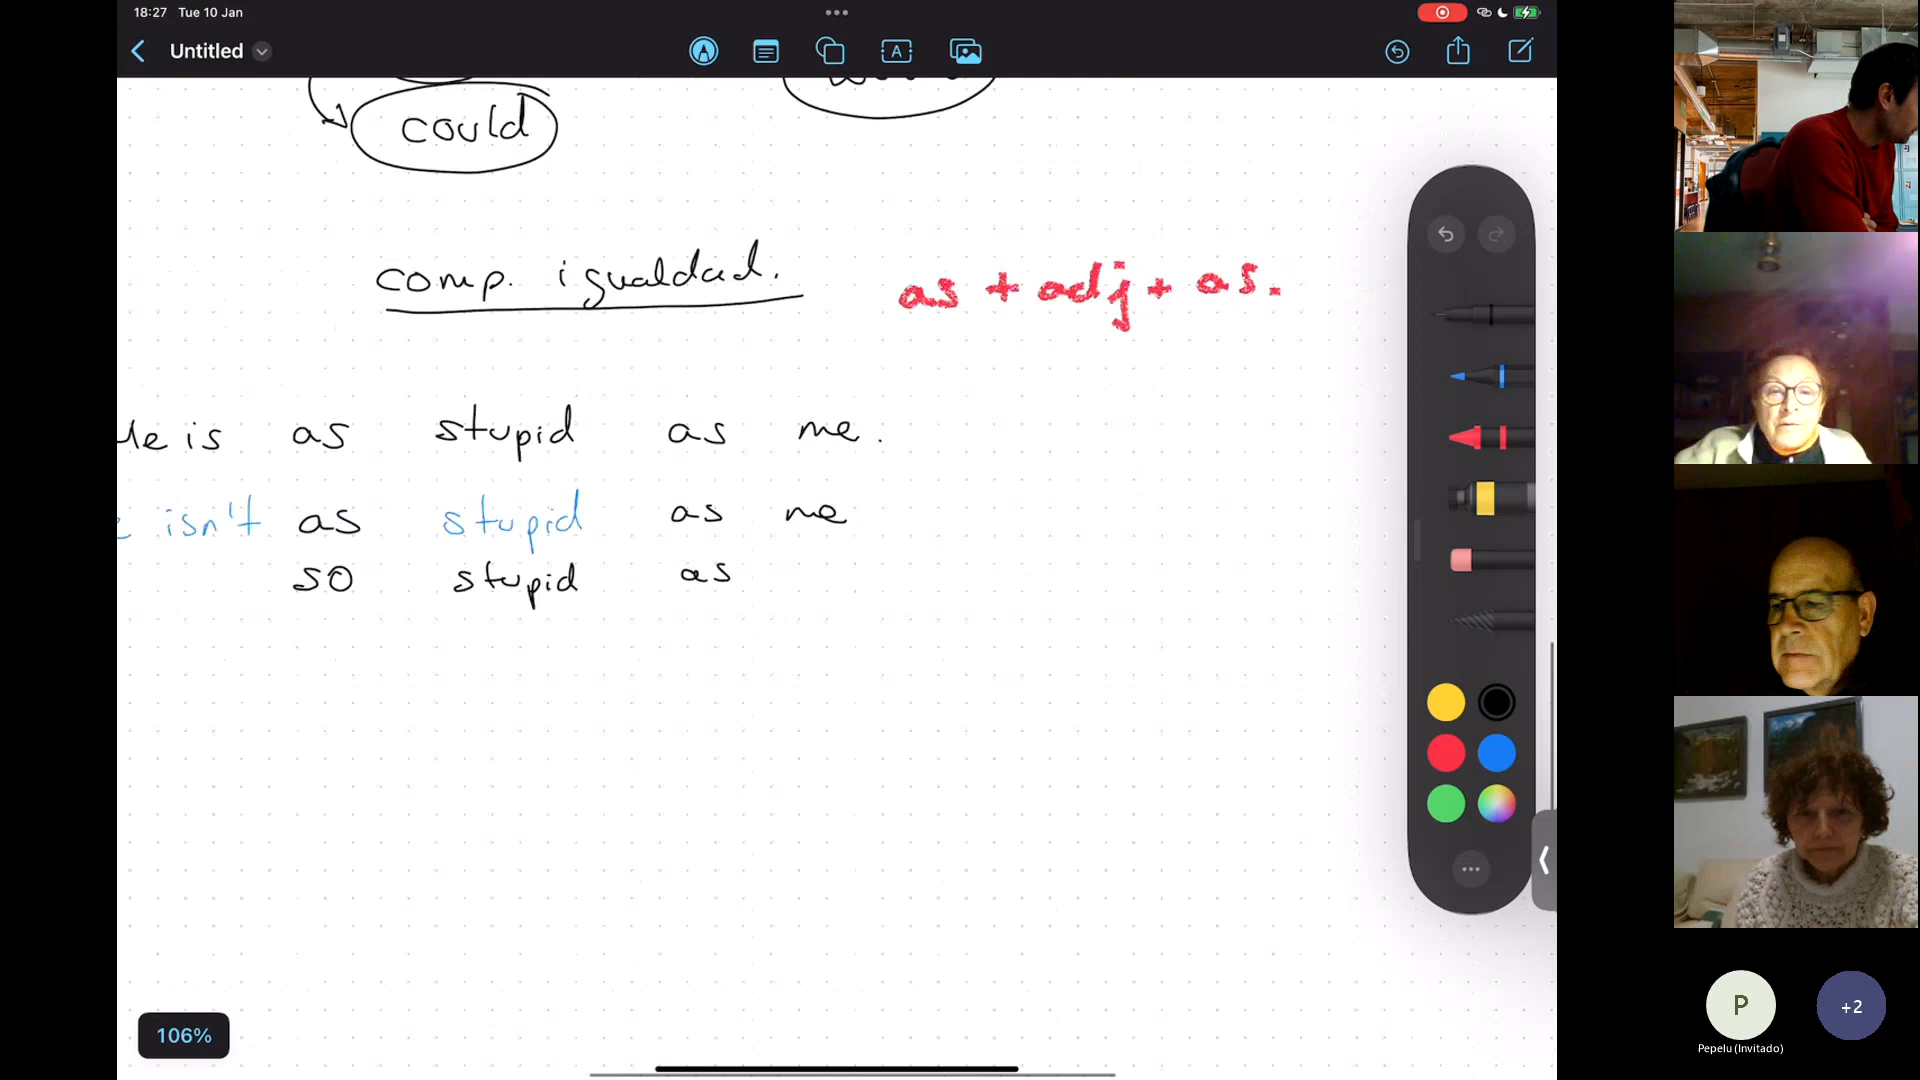 18:27 Tue 10 Jan
Untitled
A
could
comp. igualdad.
as + adj + as.
He is as stupid as me.
isn't as stupid as me
so stupid as
106%
P
+2
Pepelu (Invitado)